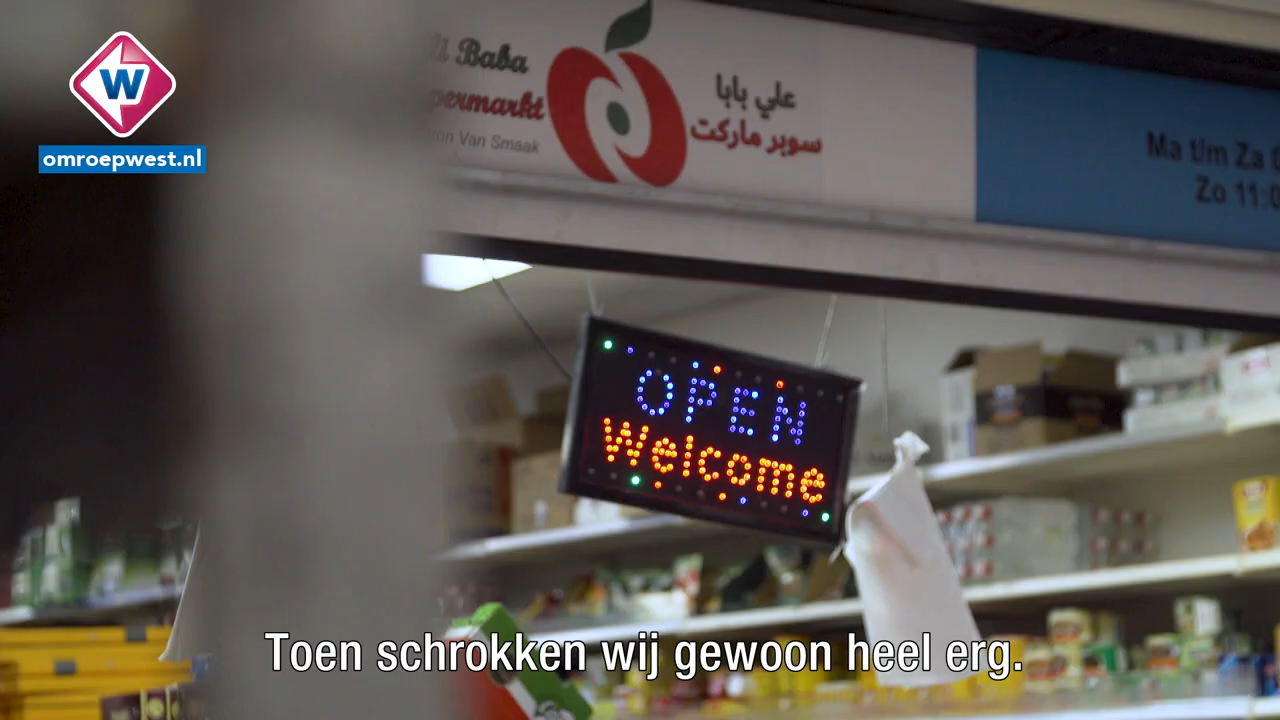 W
omroepwest.nl
Baba
علي بابا
سوبر ماركت
Van Smaak
Ma t/m Za
Zo 11:0
OPEN
Welcome
Toen schrokken wij gewoon heel erg.